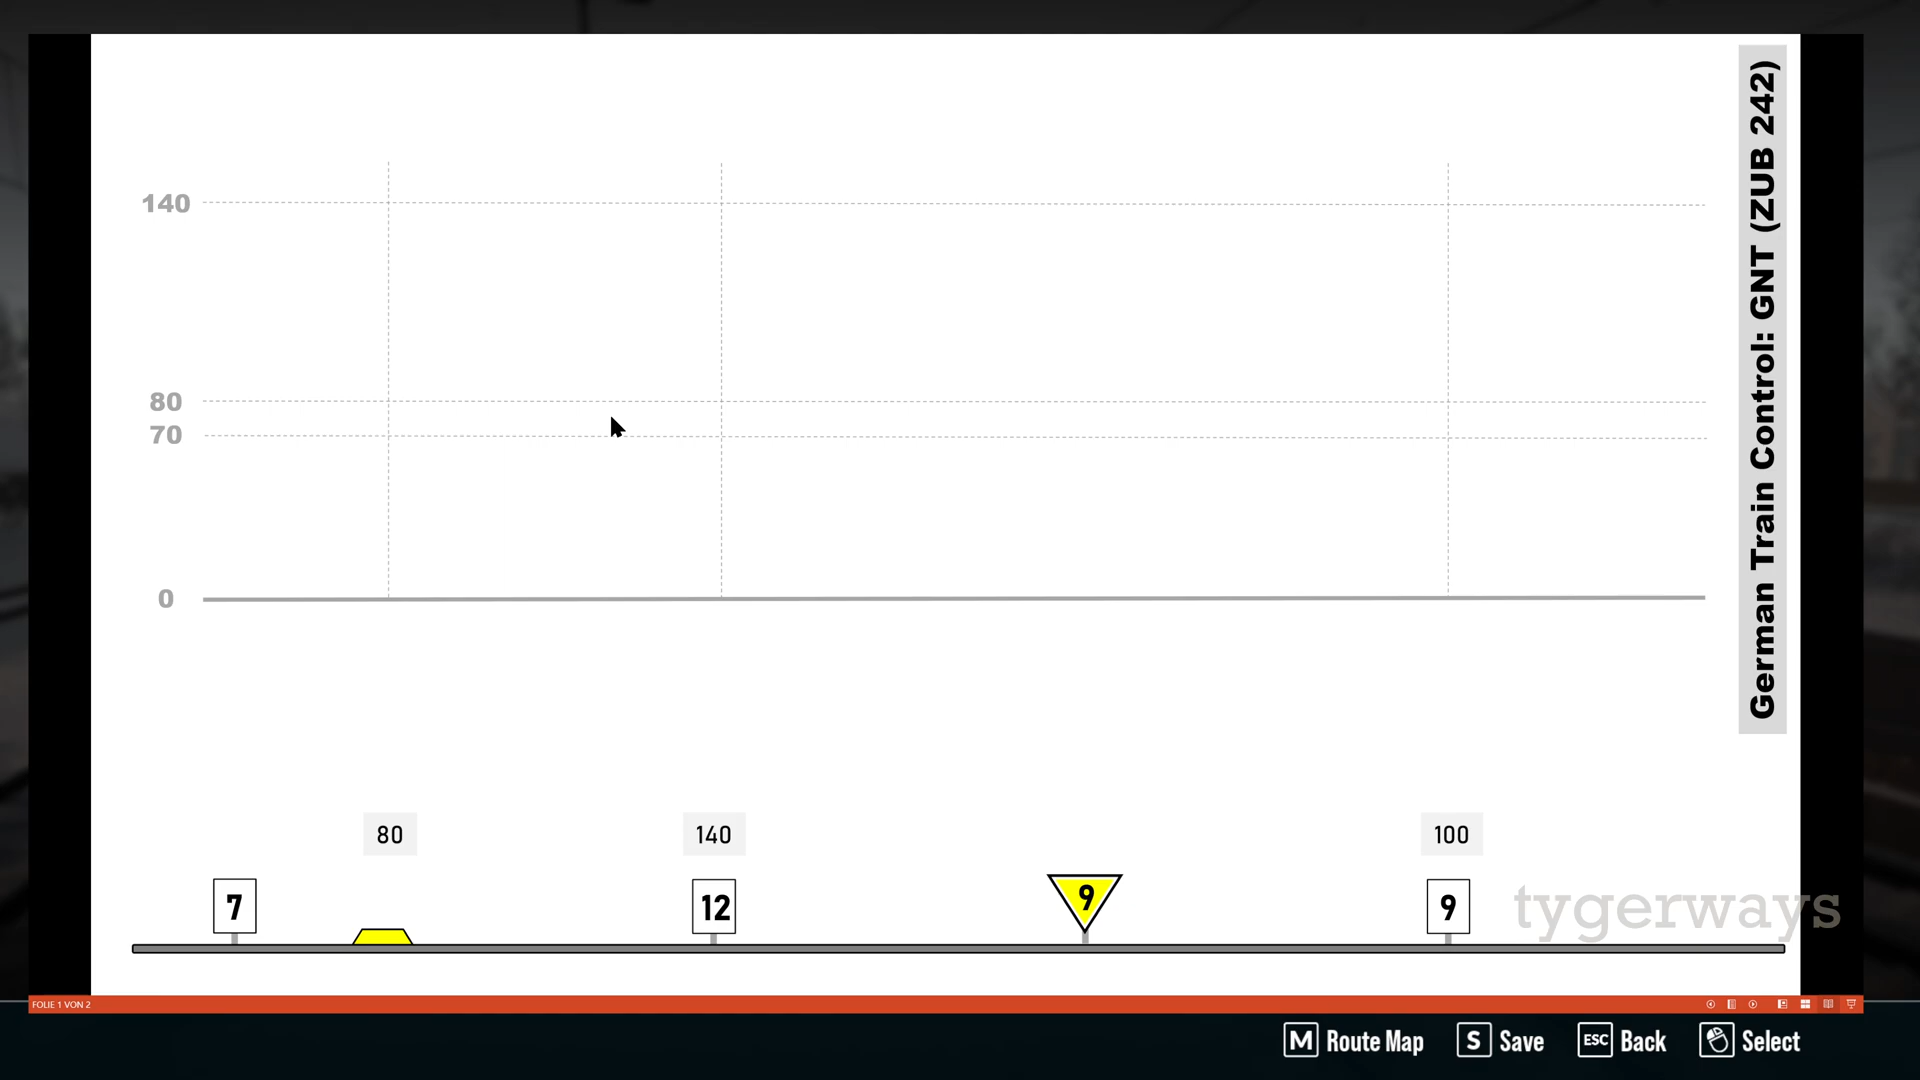 German Train Control: GNT (ZUB 242)
140
80
70
0
80
140
100
7
12
9
9
tygerways
FOLIE 1 VON 2
M Route Map S Save ESC Back Select